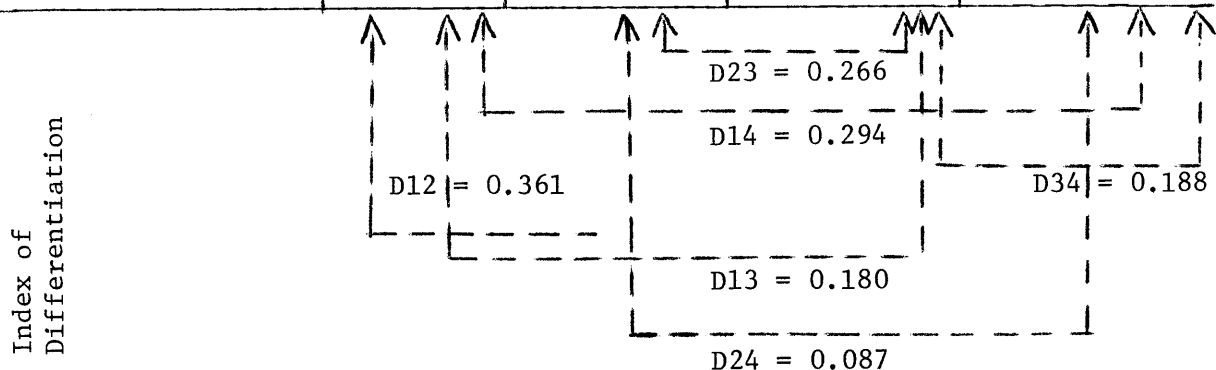 D23 = 0.266
D14 = 0.294
D12 = 0.361
D34 = 0.188
D13 = 0.180
D24 = 0.087
Index of
Differentiation